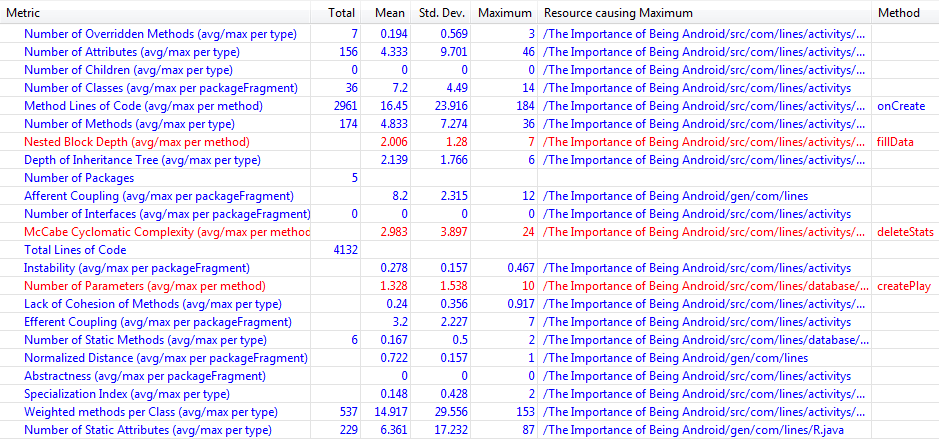 Metric Total Mean Std. Dev. Maximum Resource causing Maximum Method
Number of Overridden Methods (avg/max per type) 7 0.194 0.569 3 /The Importance of Being Android/src/com/lines/activitys/...
Number of Attributes (avg/max per type) 156 4.333 9.701 46 /The Importance of Being Android/src/com/lines/activitys/...
Number of Children (avg/max per type) 0 0 0 0 /The Importance of Being Android/src/com/lines/activitys/...
Number of Classes (avg/max per packageFragment) 36 7.2 4.49 14 /The Importance of Being Android/src/com/lines/activitys
Method Lines of Code (avg/max per method) 2961 16.45 23.916 184 /The Importance of Being Android/src/com/lines/activitys/... onCreate
Number of Methods (avg/max per type) 174 4.833 7.274 36 /The Importance of Being Android/src/com/lines/activitys/...
Nested Block Depth (avg/max per method) 2.006 1.28 7 /The Importance of Being Android/src/com/lines/activitys/... fillData
Depth of Inheritance Tree (avg/max per type) 2.139 1.766 6 /The Importance of Being Android/src/com/lines/activitys/...
Number of Packages 5
Afferent Coupling (avg/max per packageFragment) 8.2 2.315 12 /The Importance of Being Android/gen/com/lines
Number of Interfaces (avg/max per packageFragment) 0 0 0 0 /The Importance of Being Android/src/com/lines/activitys
McCabe Cyclomatic Complexity (avg/max per method 2.983 3.897 24 /The Importance of Being Android/src/com/lines/activitys/... deleteStats
Total Lines of Code 4132
Instability (avg/max per packageFragment) 0.278 0.157 0.467 /The Importance of Being Android/src/com/lines/activitys
Number of Parameters (avg/max per method) 1.328 1.538 10 /The Importance of Being Android/src/com/lines/database/... createPlay
Lack of Cohesion of Methods (avg/max per type) 0.24 0.356 0.917 /The Importance of Being Android/src/com/lines/activitys/...
Efferent Coupling (avg/max per packageFragment) 3.2 2.227 7 /The Importance of Being Android/src/com/lines/activitys
Number of Static Methods (avg/max per type) 6 0.167 0.5 2 /The Importance of Being Android/src/com/lines/database/...
Normalized Distance (avg/max per packageFragment) 0.722 0.157 1 /The Importance of Being Android/gen/com/lines
Abstractness (avg/max per packageFragment) 0 0 0 /The Importance of Being Android/src/com/lines/activitys
Specialization Index (avg/max per type) 0.148 0.428 2 /The Importance of Being Android/src/com/lines/activitys/...
Weighted methods per Class (avg/max per type) 537 14.917 29.556 153 /The Importance of Being Android/src/com/lines/activitys/...
Number of Static Attributes (avg/max per type) 229 6.361 17.232 87 /The Importance of Being Android/gen/com/lines/R.java